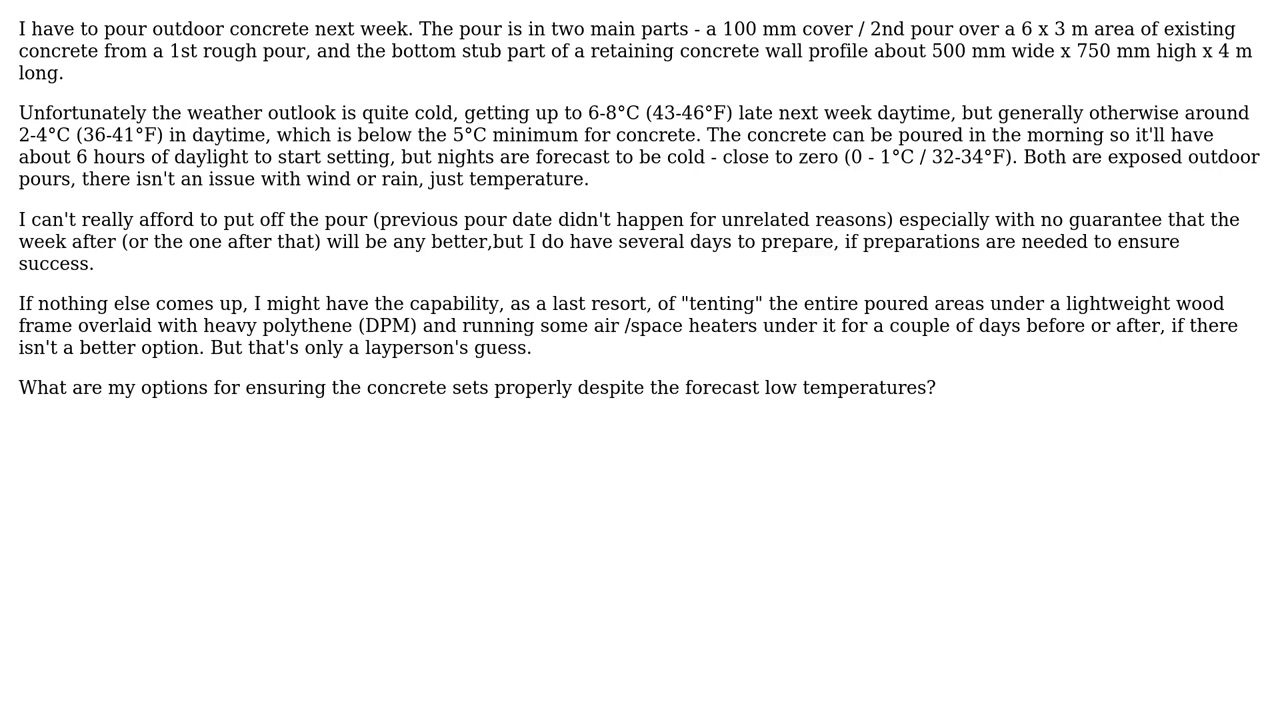 I have to pour outdoor concrete next week. The pour is in two main parts - a 100 mm cover / 2nd pour over a 6 x 3 m area of existing
concrete from a 1st rough pour, and the bottom stub part of a retaining concrete wall profile about 500 mm wide x 750 mm high x 4 m
long.
Unfortunately the weather outlook is quite cold, getting up to 6-8°C (43-46°F) late next week daytime, but generally otherwise around
2-4°C (36-41°F) in daytime, which is below the 5°C minimum for concrete. The concrete can be poured in the morning so it'll have
about 6 hours of daylight to start setting, but nights are forecast to be cold - close to zero (0 - 1°C / 32-34°F). Both are exposed outdoor
pours, there isn't an issue with wind or rain, just temperature.
I can't really afford to put off the pour (previous pour date didn't happen for unrelated reasons) especially with no guarantee that the
week after (or the one after that) will be any better,but I do have several days to prepare, if preparations are needed to ensure
success.
If nothing else comes up, I might have the capability, as a last resort, of "tenting" the entire poured areas under a lightweight wood
frame overlaid with heavy polythene (DPM) and running some air /space heaters under it for a couple of days before or after, if there
isn't a better option. But that's only a layperson's guess.
What are my options for ensuring the concrete sets properly despite the forecast low temperatures?